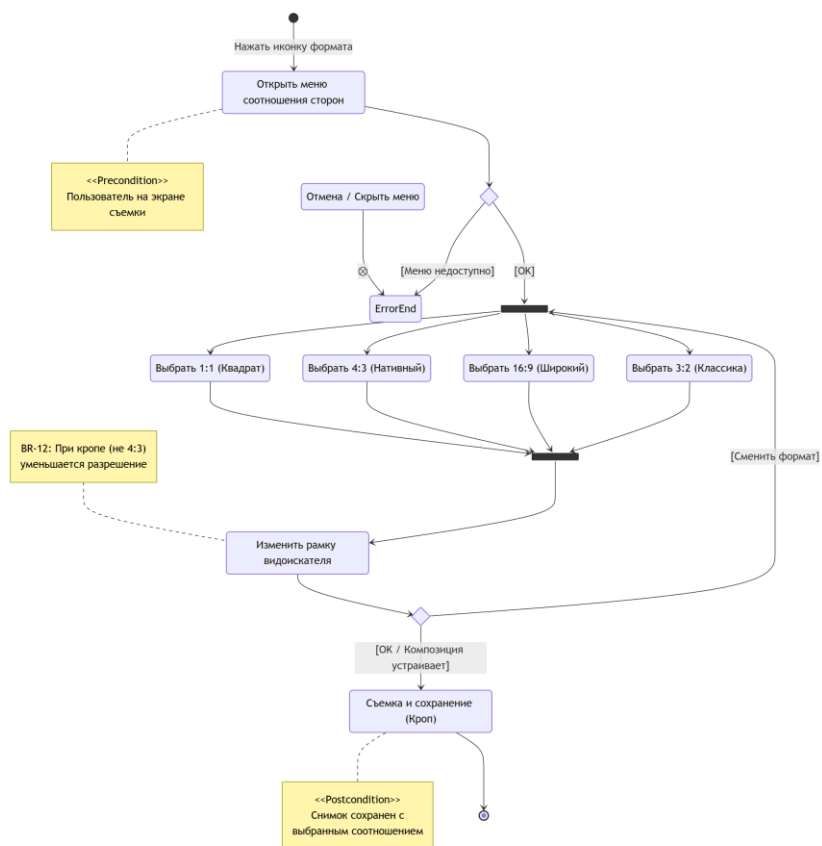 Нажать иконку формата
Открыть меню
соотношения сторон
<<Precondition>>
Пользователь на экране
съемки
Отмена / Скрыть меню
⊗
[Меню недоступно]
[OK]
ErrorEnd
Выбрать 1:1 (Квадрат)
Выбрать 4:3 (Нативный)
Выбрать 16:9 (Широкий)
Выбрать 3:2 (Классика)
BR-12: При кропе (не 4:3)
уменьшается разрешение
[Сменить формат]
Изменить рамку
видоискателя
[OK / Композиция
устраивает]
Съемка и сохранение
(Кроп)
<<Postcondition>>
Снимок сохранен с
выбранным соотношением